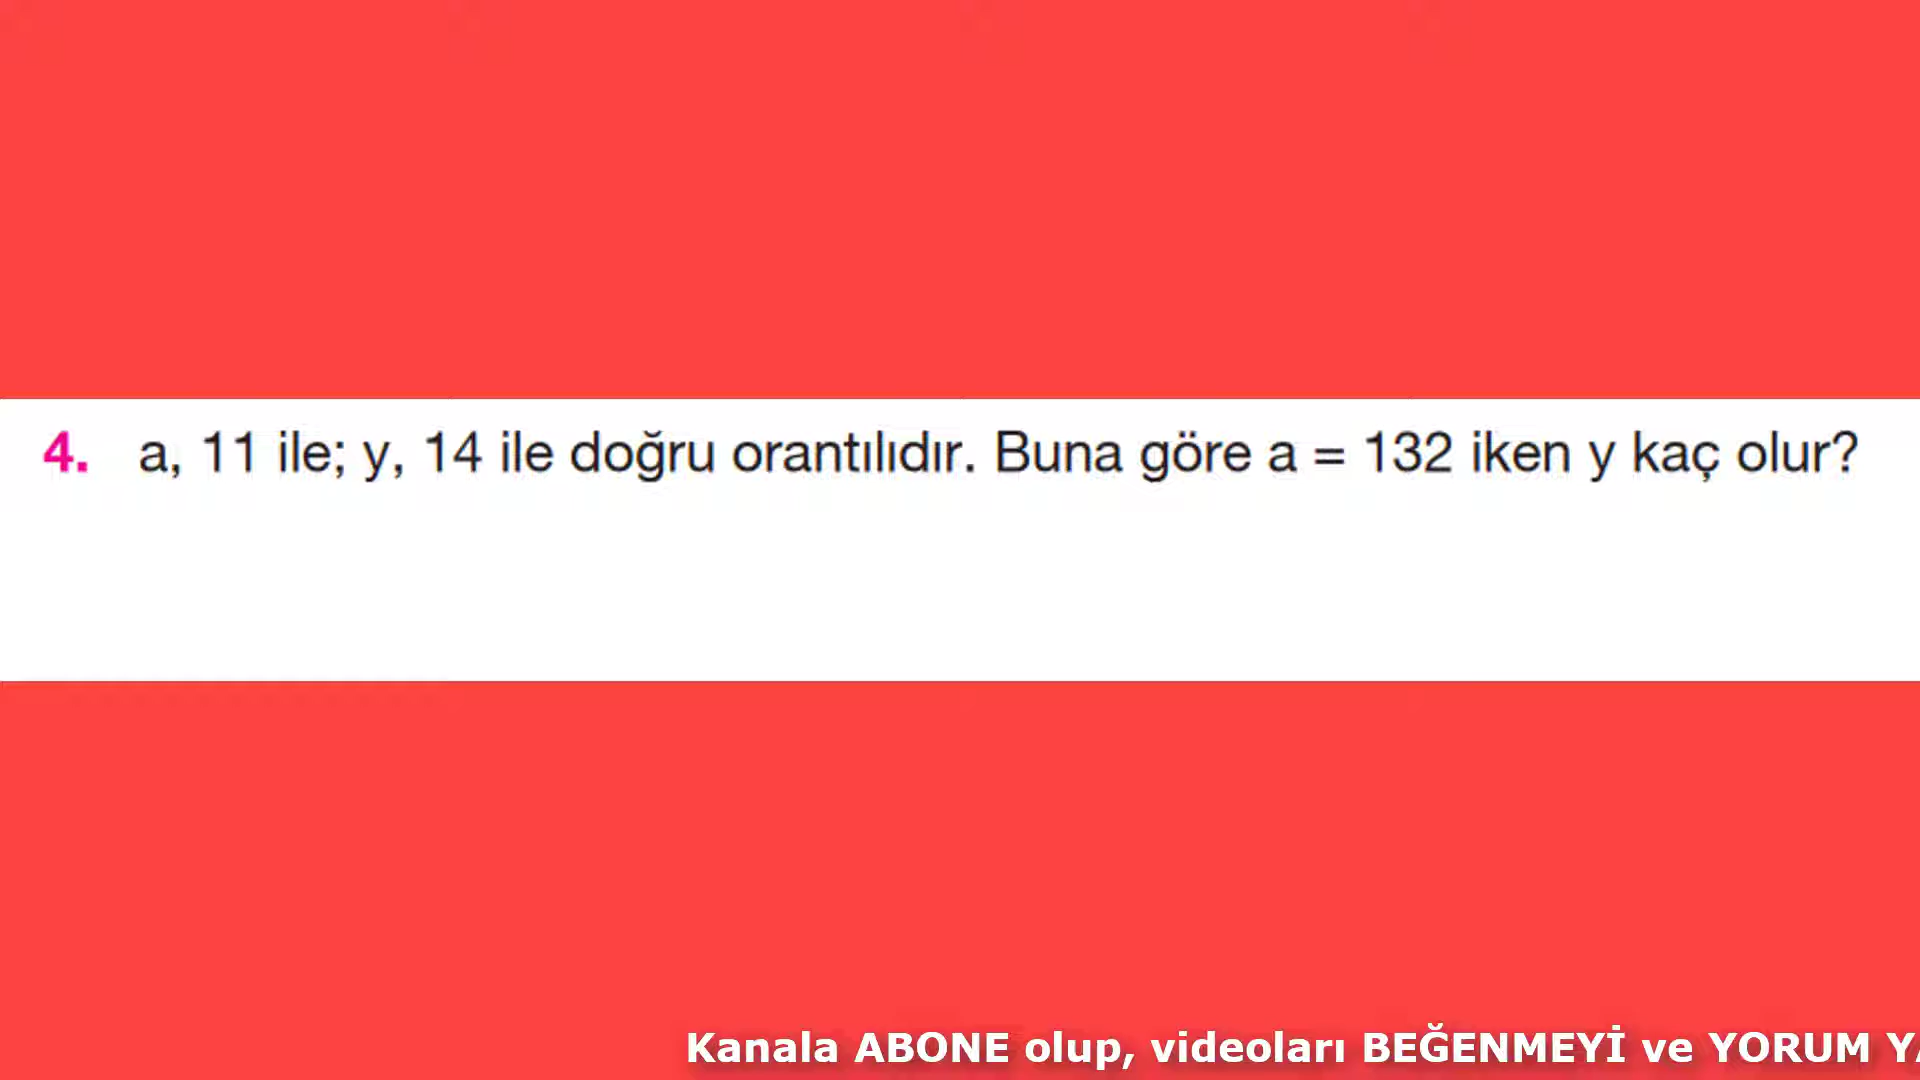 4. a, 11 ile; y, 14 ile doğru orantılıdır. Buna göre a = 132 iken y kaç olur?
Kanala ABONE olup, videoları BEĞENMEYİ ve YORUM YA